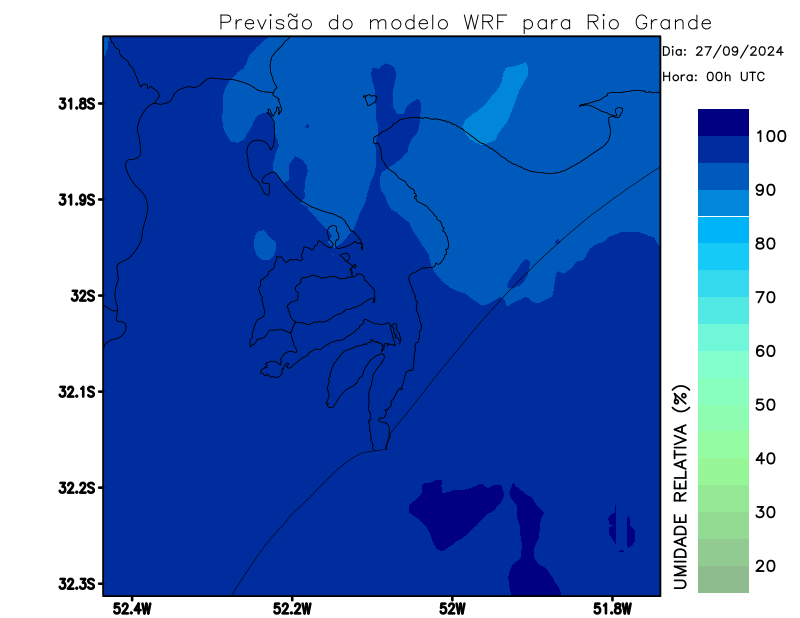 Previsão do modelo WRF para Rio Grande
Dia: 27/09/2024
Hora: 00h UTC
31.8S
31.9S
32S
32.1S
32.2S
32.3S
52.4W
52.2W
52W
51.8W
UMIDADE RELATIVA (%)
100
90
80
70
60
50
40
30
20